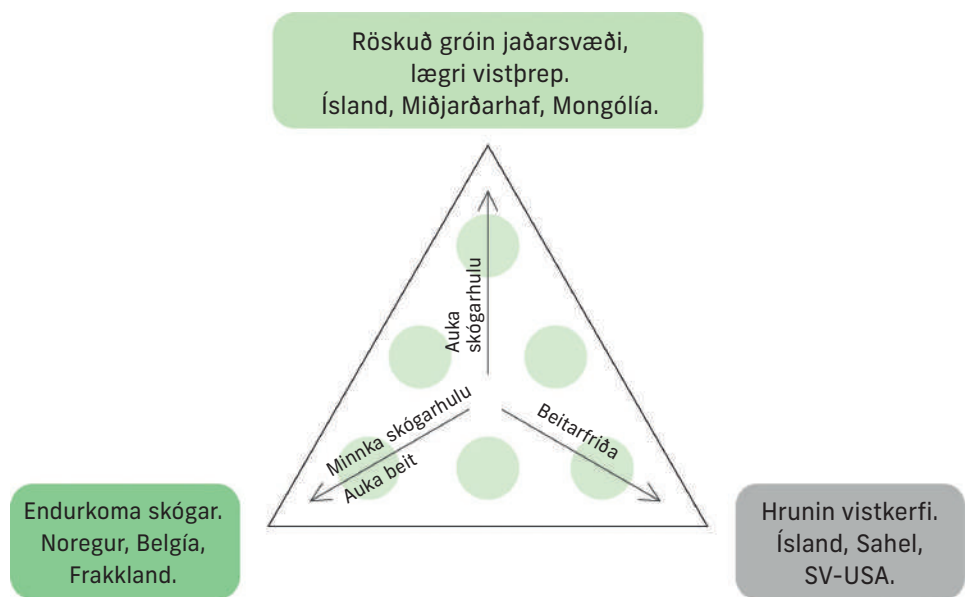 Röskuð gróin jaðarsvæði,
lægri vistþrep.
Ísland, Miðjarðarhaf, Mongólía.
Auka
skógarhulu
Minnka skógarhulu
Auka beit
Beitarfriða
Endurkoma skógar.
Noregur, Belgía,
Frakkland.
Hrunin vistkerfi.
Ísland, Sahel,
SV-USA.